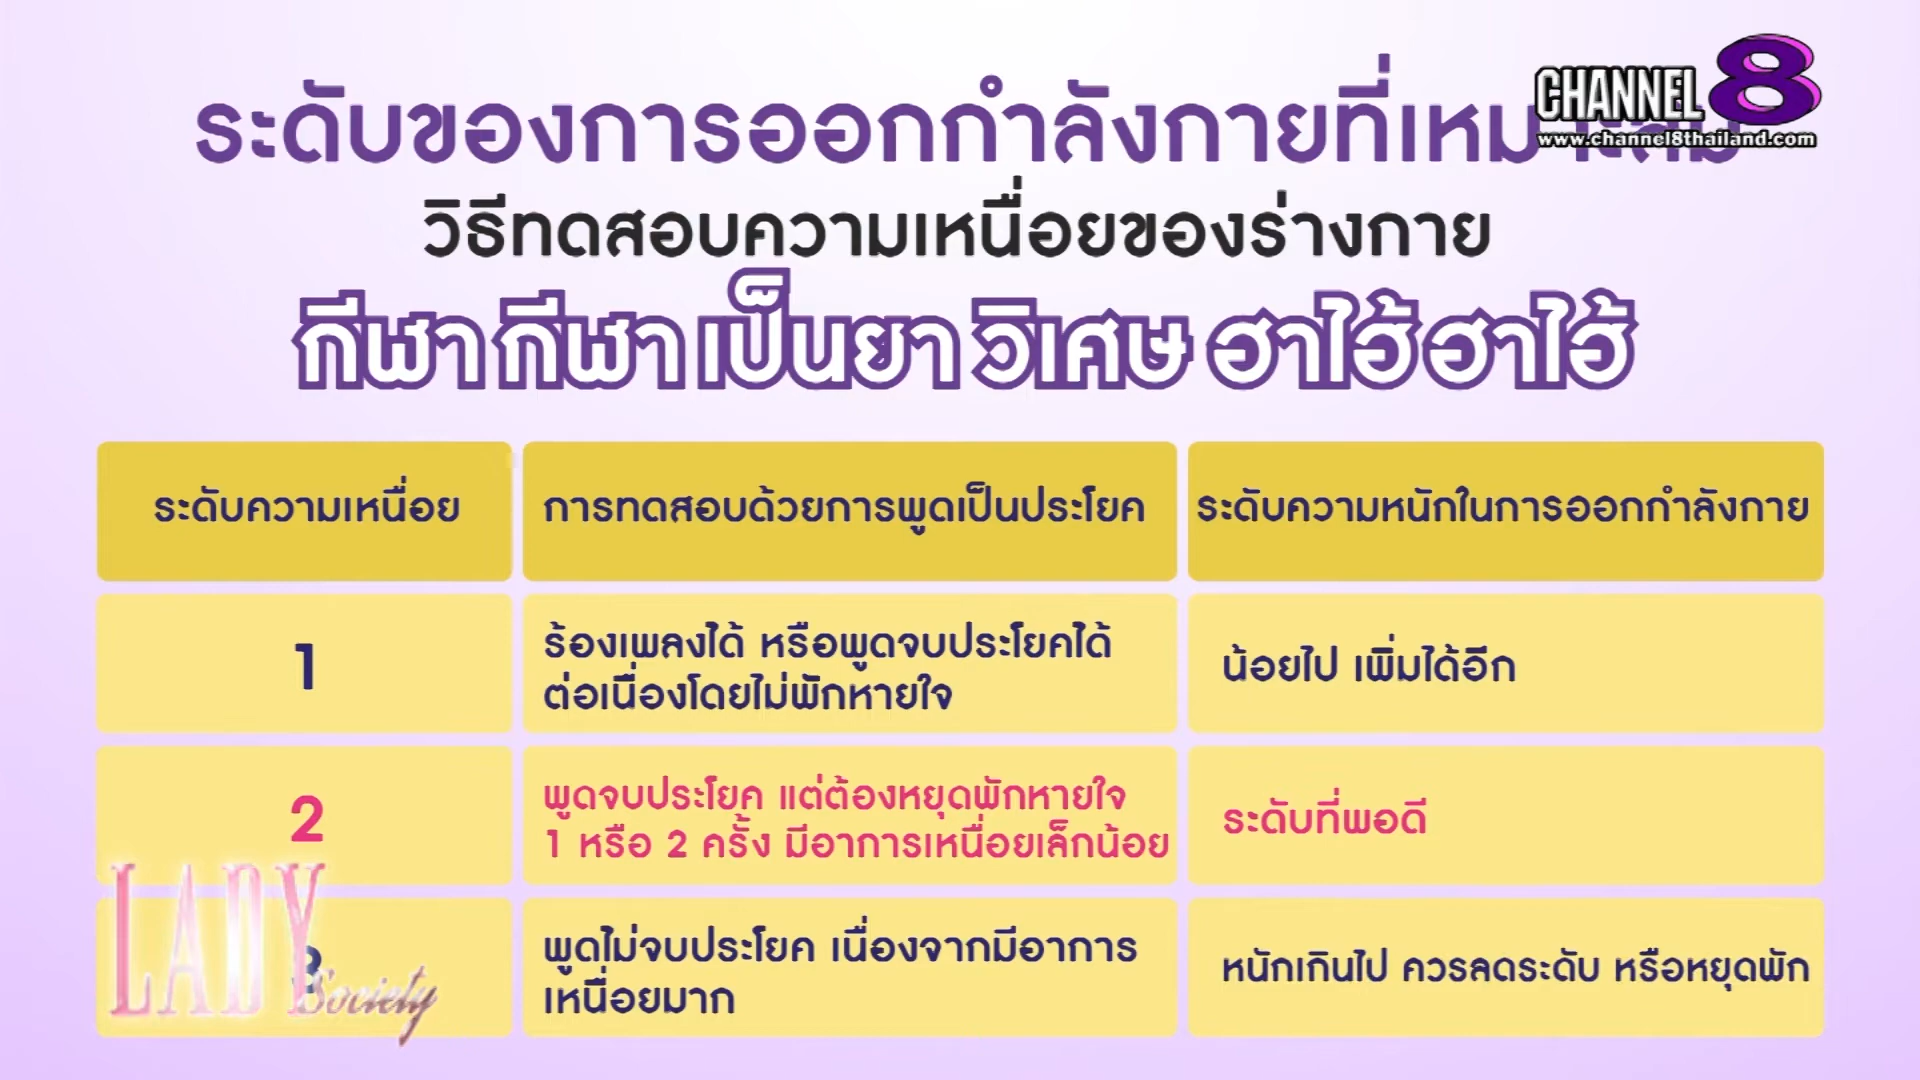 CHANNEL 8
www.channel8thailand.com
ระดับของการออกกำลังกายที่เหมาะสม
วิธีทดสอบความเหนื่อยของร่างกาย
กีฬา กีฬา เป็นยา วิเศษ ฮาไฮ้ ฮาไฮ้
ระดับความเหนื่อย
การทดสอบด้วยการพูดเป็นประโยค
ระดับความหนักในการออกกำลังกาย
1
ร้องเพลงได้ หรือพูดจบประโยคได้
ต่อเนื่องโดยไม่พักหายใจ
น้อยไป เพิ่มได้อีก
2
พูดจบประโยค แต่ต้องหยุดพักหายใจ
1 หรือ 2 ครั้ง มีอาการเหนื่อยเล็กน้อย
ระดับที่พอดี
3
พูดไม่จบประโยค เนื่องจากมีอาการ
เหนื่อยมาก
หนักเกินไป ควรลดระดับ หรือหยุดพัก
LADY
Society